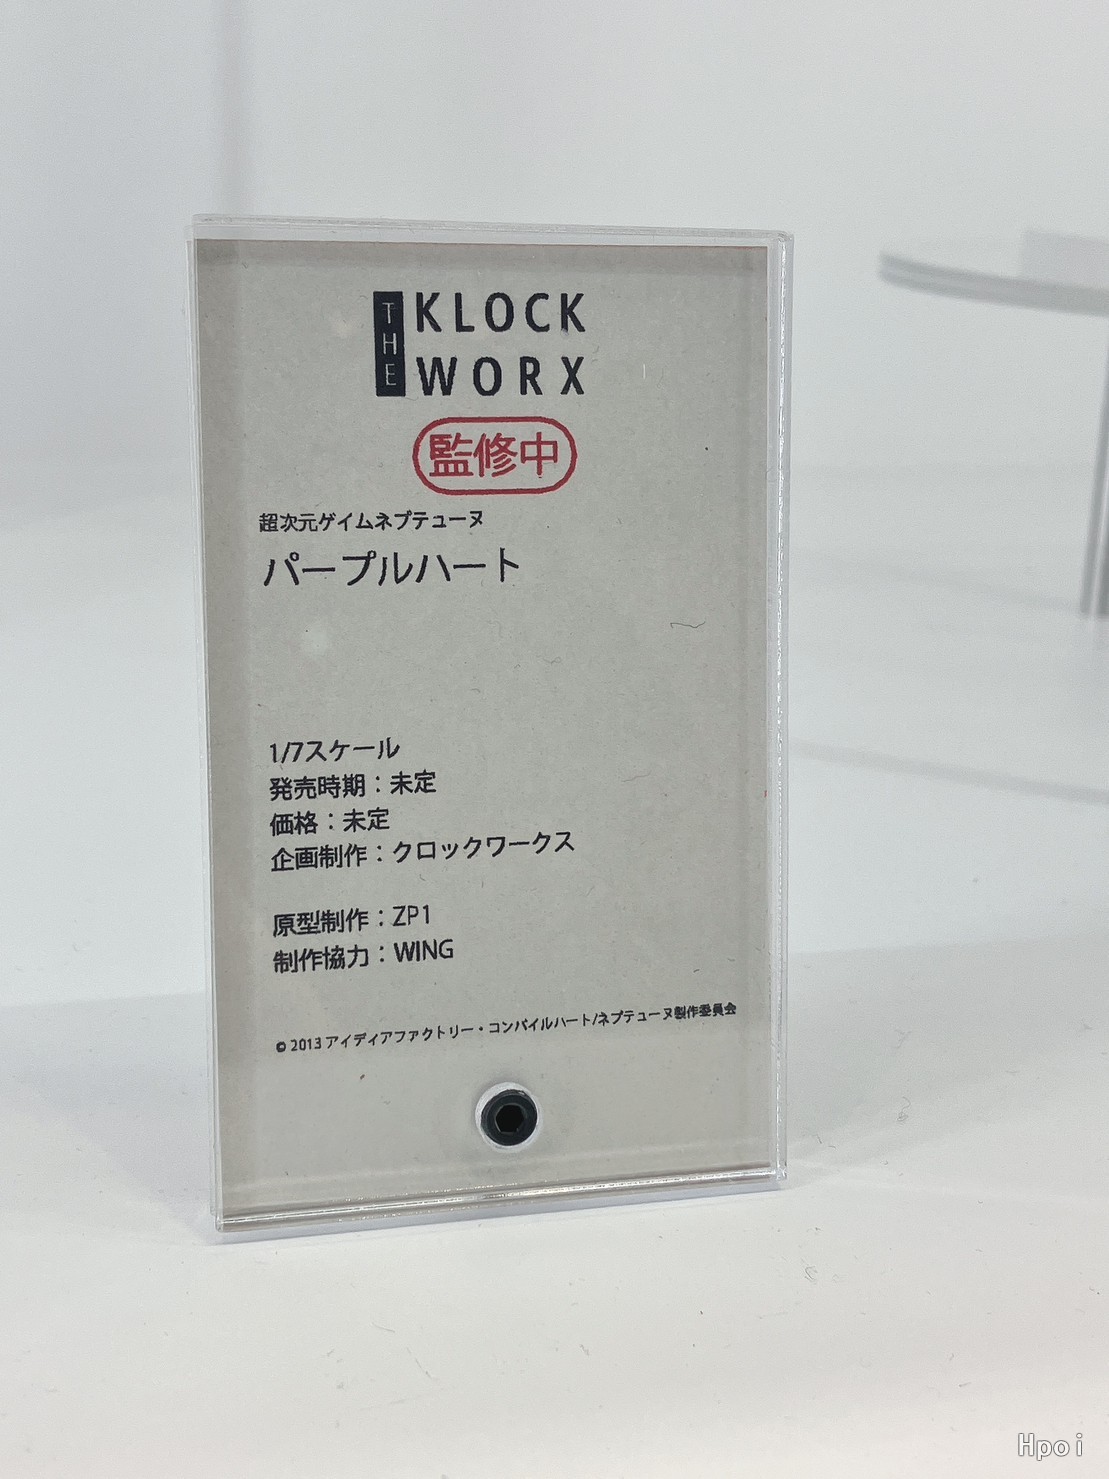 THE KLOCK
WORX
監修中
超次元ゲイムネプテューヌ
パープルハート
1/7スケール
発売時期：未定
価格：未定
企画制作：クロックワークス
原型制作：ZP1
制作協力：WING
© 2013 アイディアファクトリー・コンパイルハート/ネプテューヌ製作委員会
Hpoi